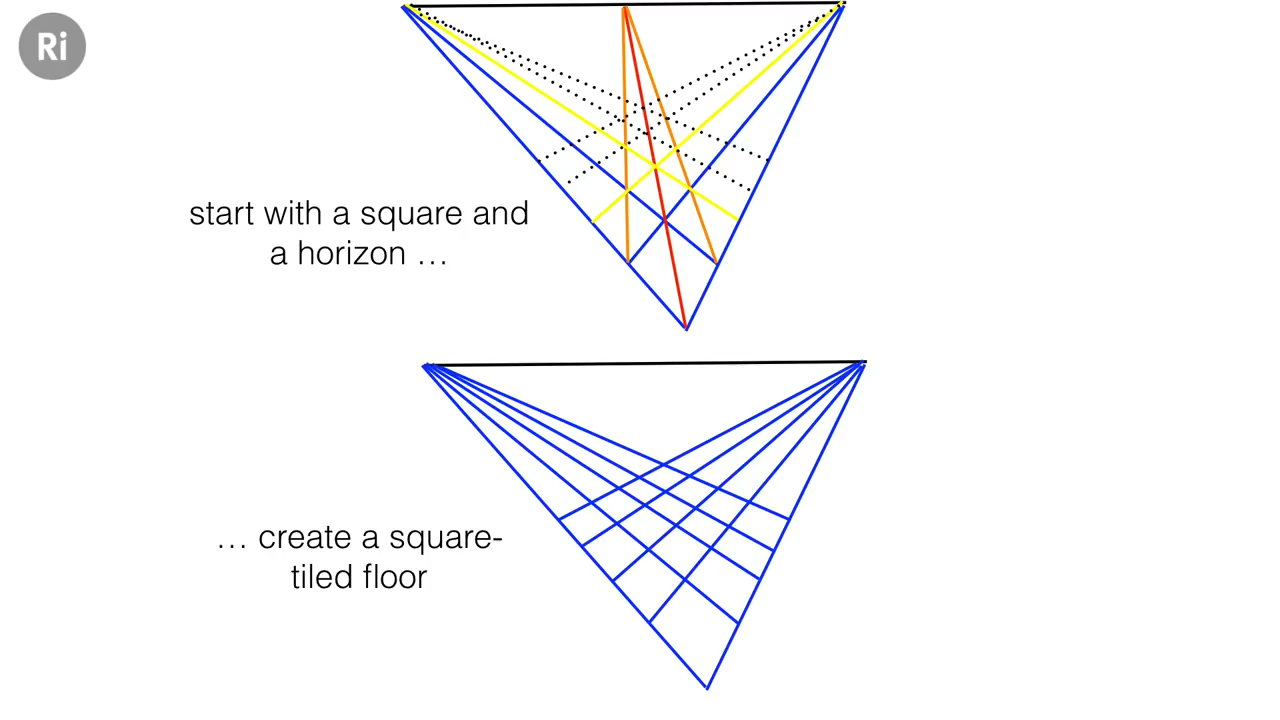 Ri
start with a square and
a horizon …
… create a square-
tiled floor